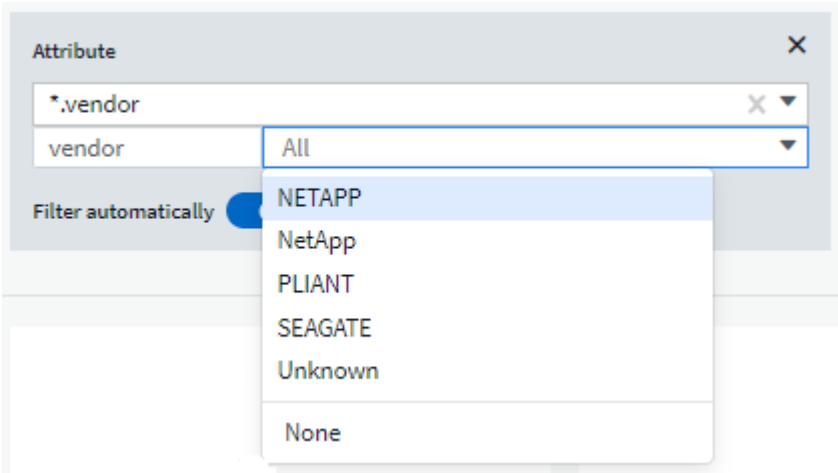 Attribute
*.vendor
vendor All
Filter automatically
NETAPP
NetApp
PLIANT
SEAGATE
Unknown
None